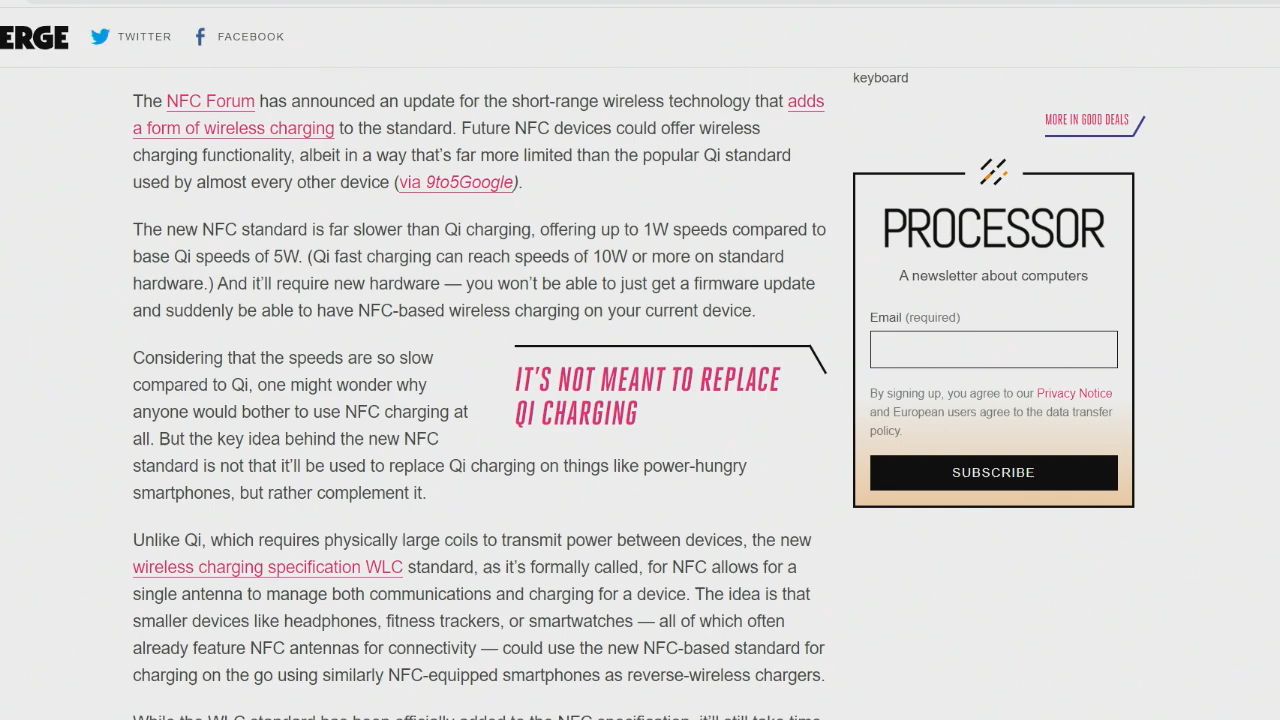 ERGE
TWITTER
FACEBOOK
The NFC Forum has announced an update for the short-range wireless technology that adds
a form of wireless charging to the standard. Future NFC devices could offer wireless
charging functionality, albeit in a way that's far more limited than the popular Qi standard
used by almost every other device (via 9to5Google).
The new NFC standard is far slower than Qi charging, offering up to 1W speeds compared to
base Qi speeds of 5W. (Qi fast charging can reach speeds of 10W or more on standard
hardware.) And it'll require new hardware — you won't be able to just get a firmware update
and suddenly be able to have NFC-based wireless charging on your current device.
Considering that the speeds are so slow
compared to Qi, one might wonder why
anyone would bother to use NFC charging at
all. But the key idea behind the new NFC
standard is not that it'll be used to replace Qi charging on things like power-hungry
smartphones, but rather complement it.
IT'S NOT MEANT TO REPLACE
QI CHARGING
Unlike Qi, which requires physically large coils to transmit power between devices, the new
wireless charging specification WLC standard, as it's formally called, for NFC allows for a
single antenna to manage both communications and charging for a device. The idea is that
smaller devices like headphones, fitness trackers, or smartwatches — all of which often
already feature NFC antennas for connectivity — could use the new NFC-based standard for
charging on the go using similarly NFC-equipped smartphones as reverse-wireless chargers.
While the WLC standard has been officially added to the NFC specification, it'll still take time
keyboard
MORE IN GOOD DEALS
PROCESSOR
A newsletter about computers
Email (required)
By signing up, you agree to our Privacy Notice
and European users agree to the data transfer
policy.
SUBSCRIBE